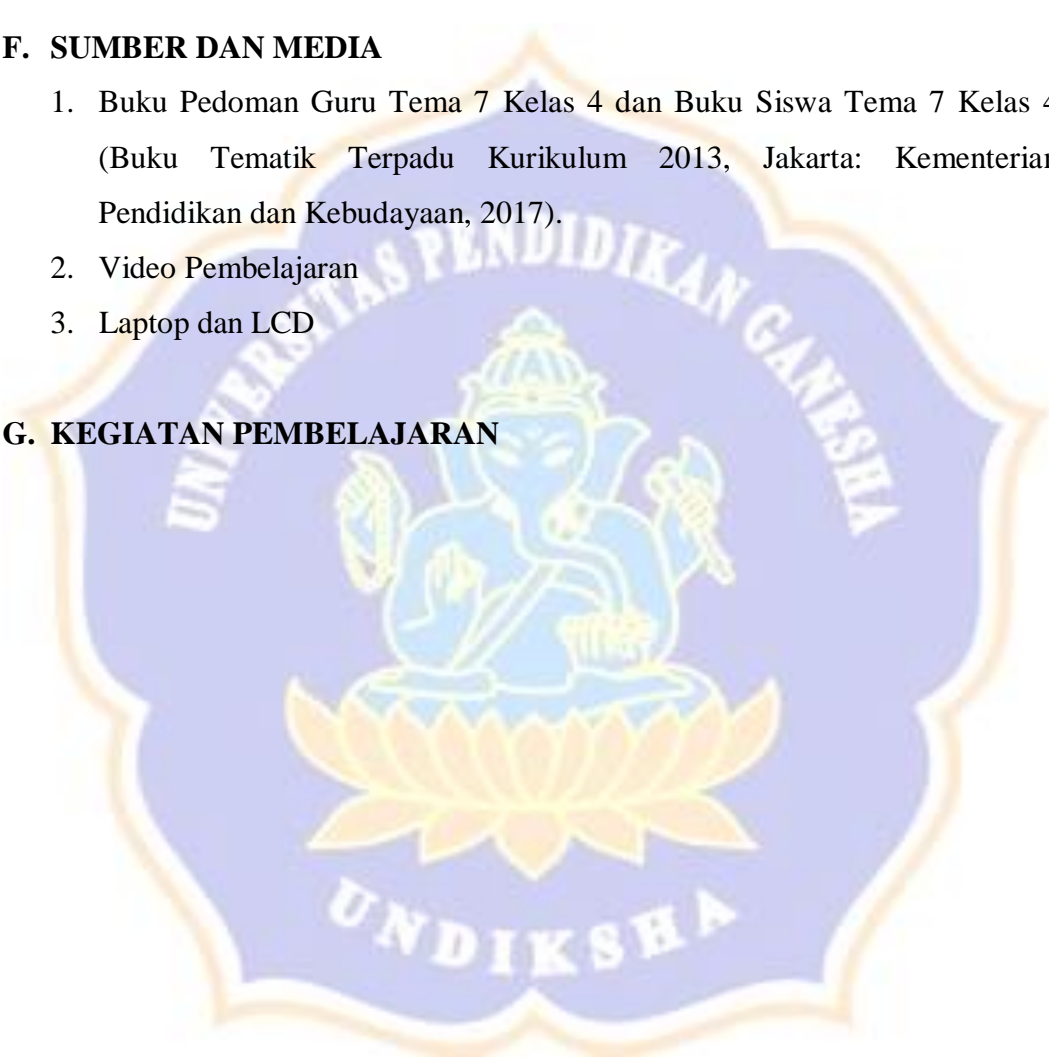 F. SUMBER DAN MEDIA
1. Buku Pedoman Guru Tema 7 Kelas 4 dan Buku Siswa Tema 7 Kelas 4
(Buku Tematik Terpadu Kurikulum 2013, Jakarta: Kementerian
Pendidikan dan Kebudayaan, 2017).
2. Video Pembelajaran
3. Laptop dan LCD
G. KEGIATAN PEMBELAJARAN
UNIVERSITAS PENDIDIKAN GANESHA
UNDIKSHA